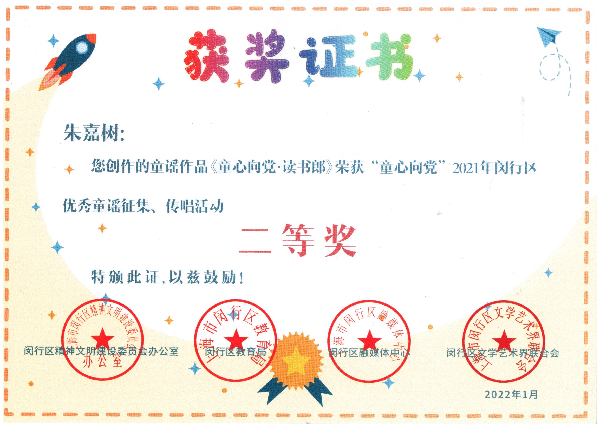 获奖证书
朱嘉树:
您创作的童谣作品《童心向党·读书郎》荣获“童心向党”2021年闵行区
优秀童谣征集、传唱活动
二等奖
特颁此证,以兹鼓励!
闵行区精神文明建设委员会办公室 闵行区教育局 闵行区融媒体中心 闵行区文学艺术界联合会
办公室
2022年1月